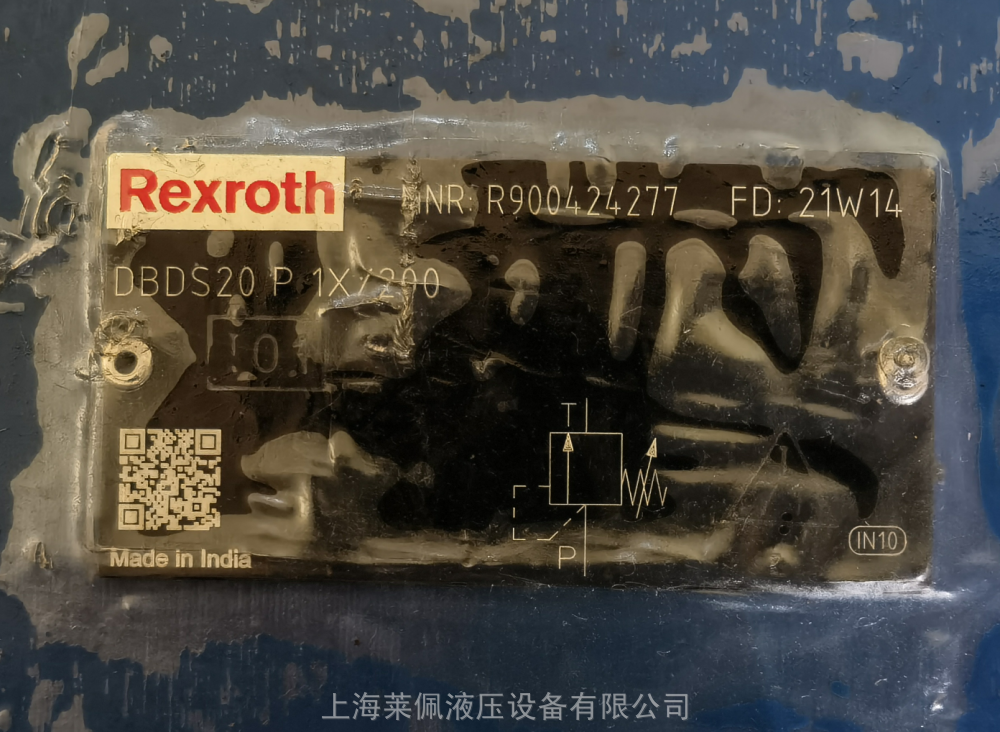 Rexroth
MNR: R900424277 FD: 21W14
DBDS20 P 1X/200
T
P
IN10
Made in India
上海莱佩液压设备有限公司